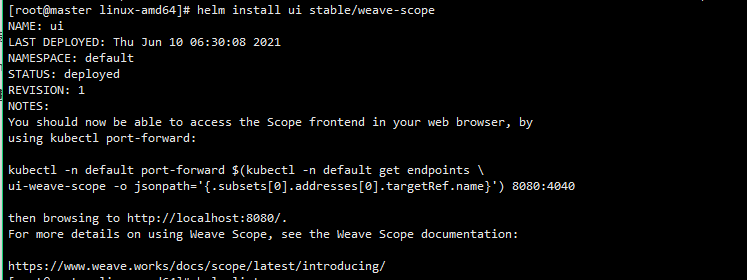 [root@master linux-amd64]# helm install ui stable/weave-scope
NAME: ui
LAST DEPLOYED: Thu Jun 10 06:30:08 2021
NAMESPACE: default
STATUS: deployed
REVISION: 1
NOTES:
You should now be able to access the Scope frontend in your web browser, by
using kubectl port-forward:

kubectl -n default port-forward $(kubectl -n default get endpoints \
ui-weave-scope -o jsonpath='{.subsets[0].addresses[0].targetRef.name}') 8080:4040

then browsing to http://localhost:8080/.
For more details on using Weave Scope, see the Weave Scope documentation:

https://www.weave.works/docs/scope/latest/introducing/